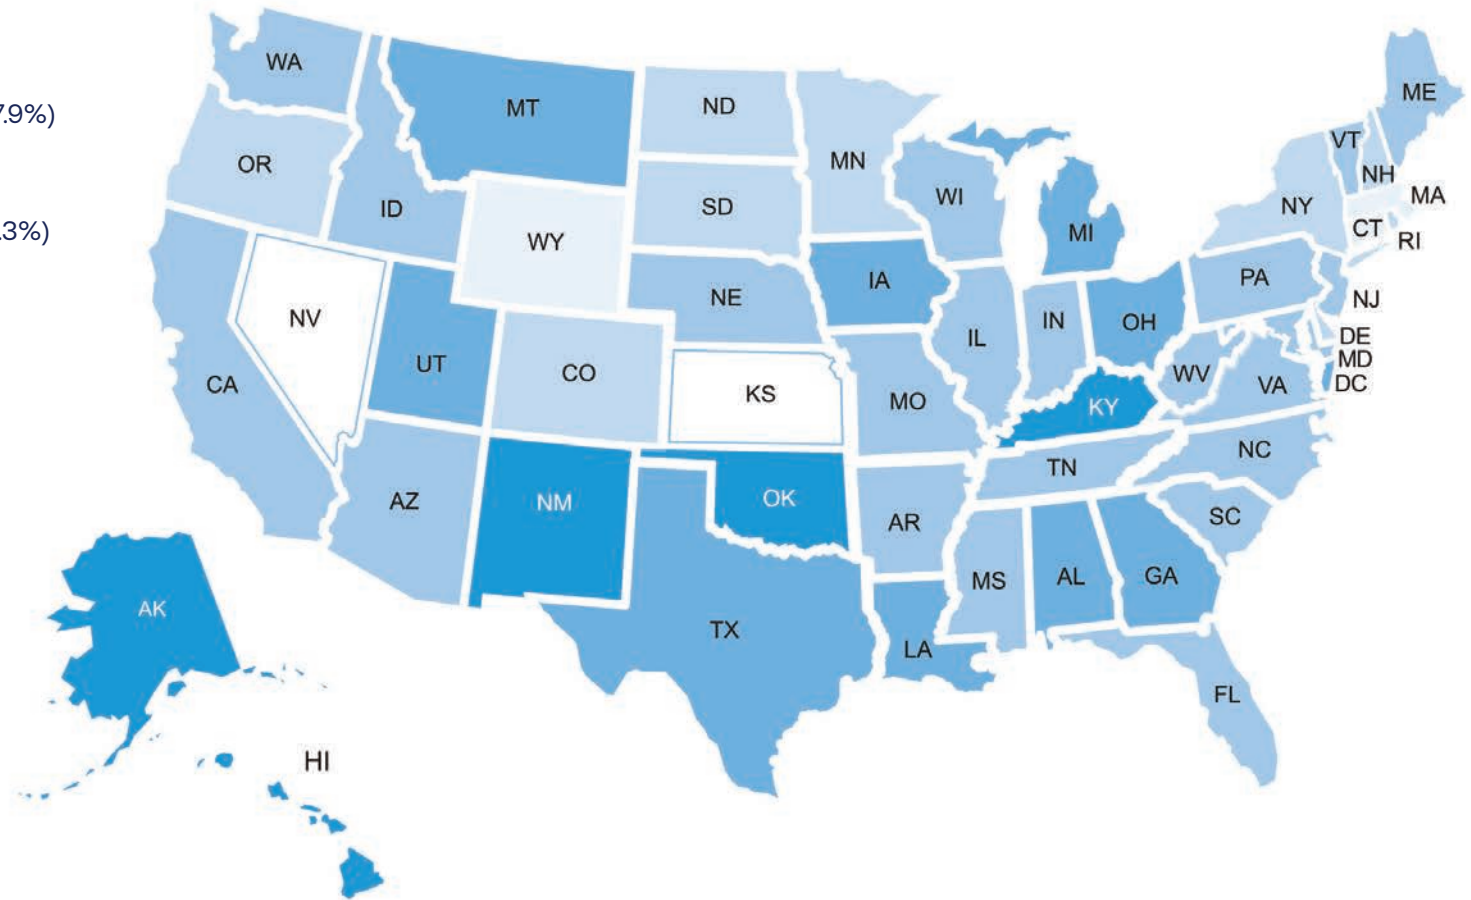 7.9%)
.3%)
WA
MT
ND
OR
ID
MN
SD
WI
WY
NV
UT
CA
CO
NE
IA
MI
KS
IL
IN
OH
MO
KY
AZ
NM
OK
AR
TN
MS
AL
GA
TX
LA
FL
SC
NC
VA
WV
PA
NY
VT
NH
ME
MA
CT
RI
NJ
DE
MD
DC
AK
HI